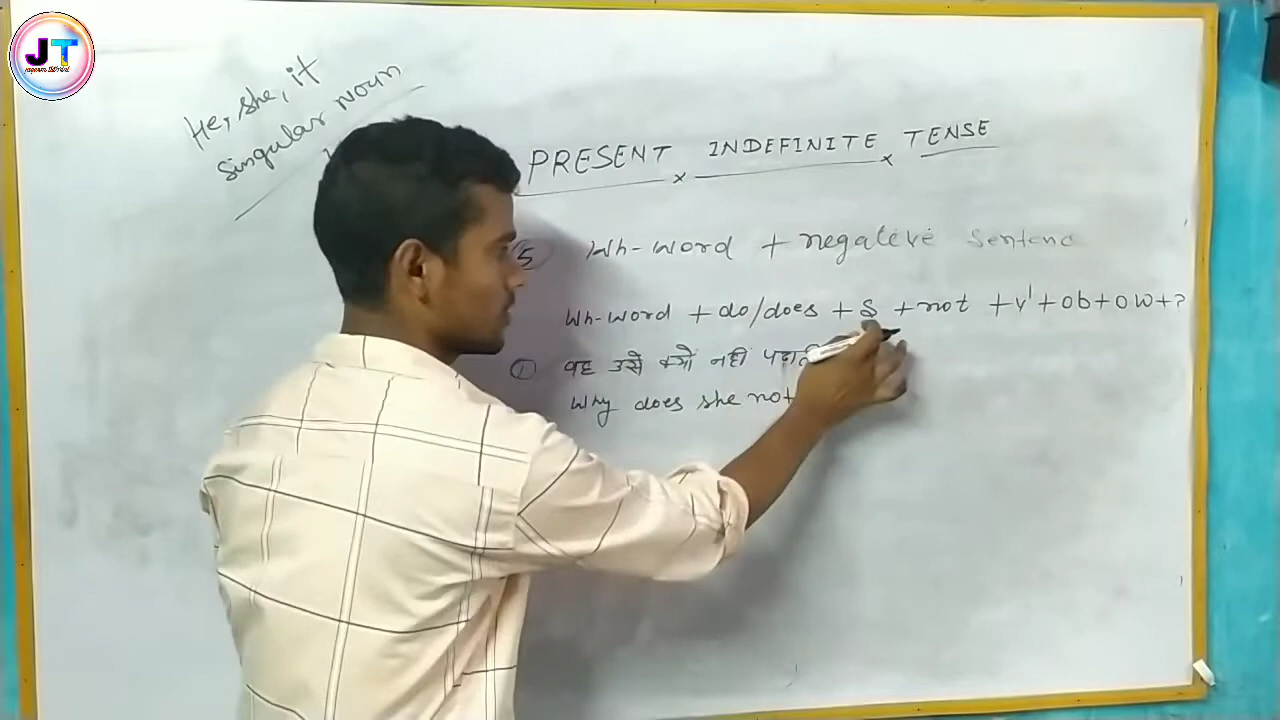 JT
He, she, it
singular noun
PRESENT INDEFINITE TENSE
5 Wh-word + negative sentenc
Wh-word + do/does + S + not + V¹ + ob + OW + ?
① वह उसे क्यों नहीं
Why does she not